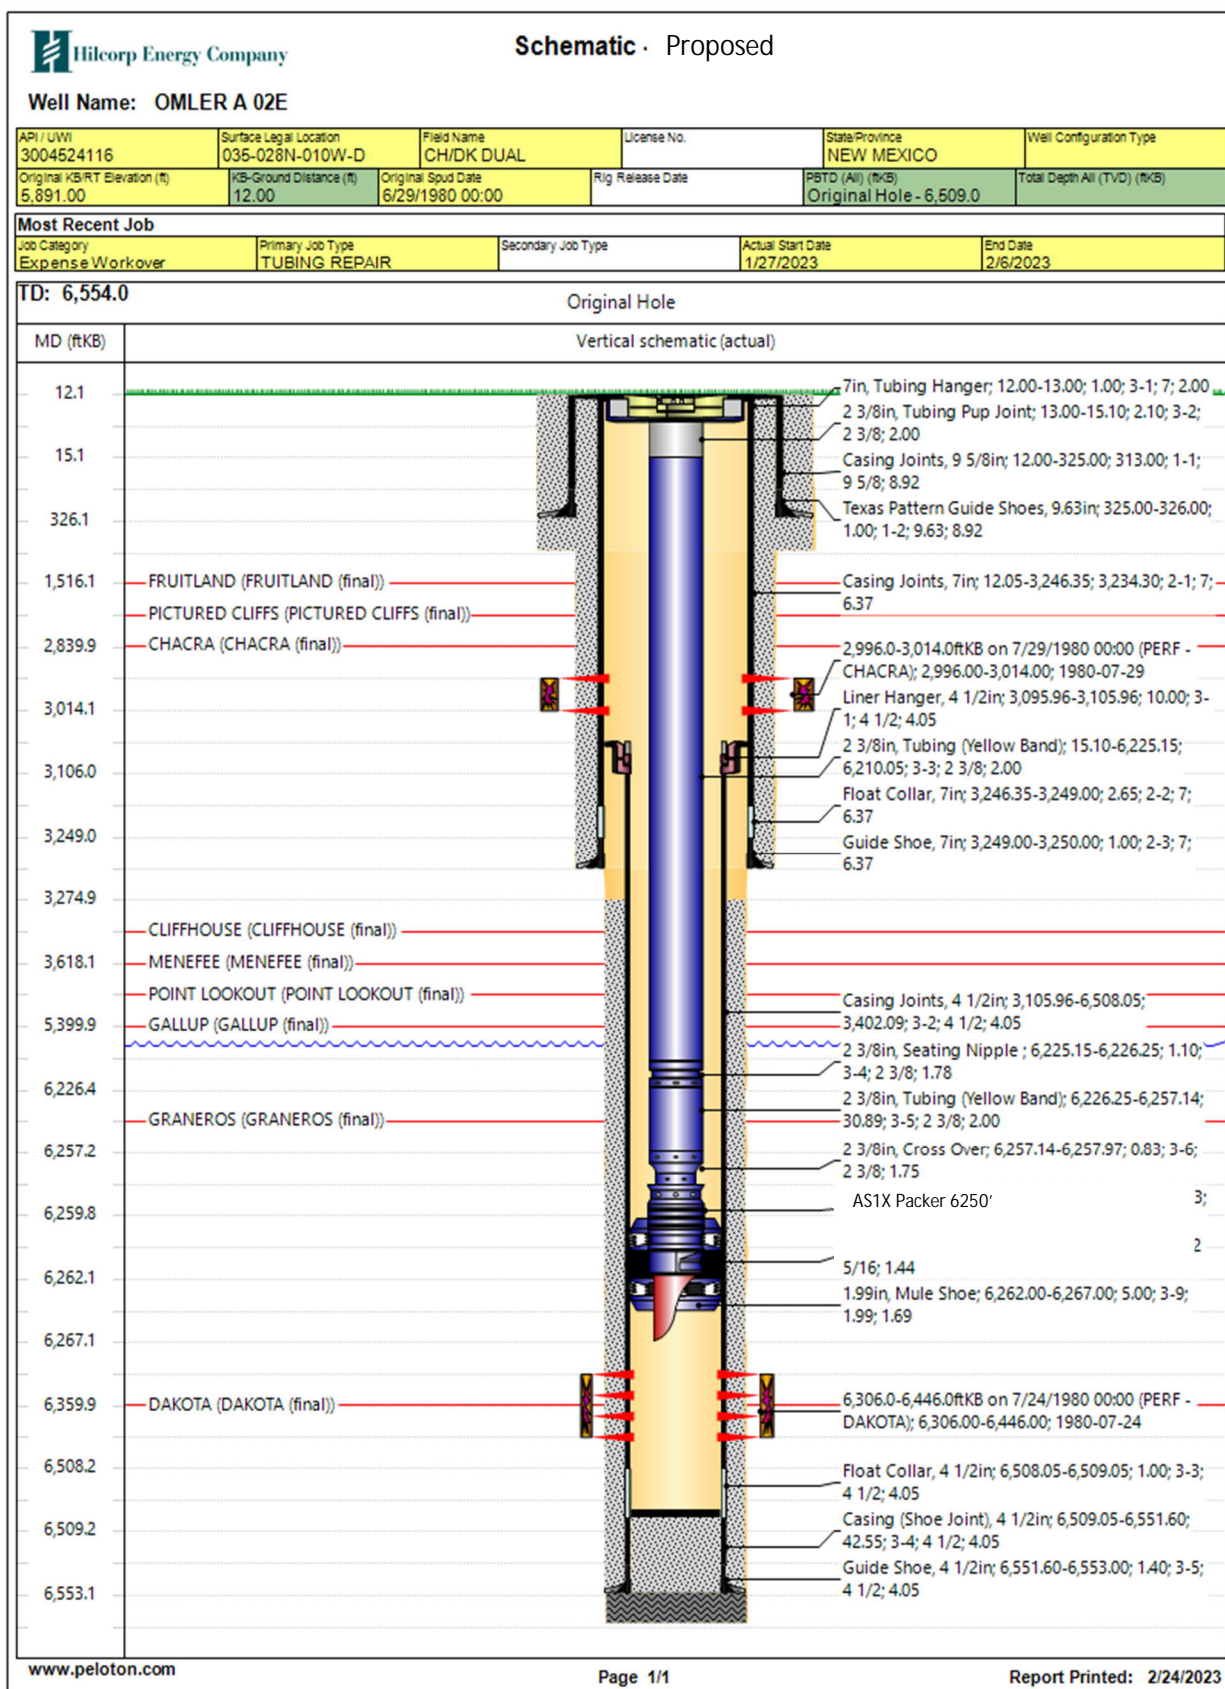 Hilcorp Energy Company
Schematic - Proposed
Well Name: OMLER A 02E
API / UWI
3004524116
Surface Legal Location
035-028N-010W-D
Field Name
CH/DK DUAL
License No.
State/Province
NEW MEXICO
Well Configuration Type
Original KB/RT Elevation (ft)
5,891.00
KB-Ground Distance (ft)
12.00
Original Spud Date
6/29/1980 00:00
Rig Release Date
PBTD (All) (ftKB)
Original Hole - 6,509.0
Total Depth All (TVD) (ftKB)
Most Recent Job
Job Category
Expense Workover
Primary Job Type
TUBING REPAIR
Secondary Job Type
Actual Start Date
1/27/2023
End Date
2/6/2023
TD: 6,554.0
Original Hole
MD (ftKB)
Vertical schematic (actual)
12.1
7in, Tubing Hanger; 12.00-13.00; 1.00; 3-1; 7; 2.00
2 3/8in, Tubing Pup Joint; 13.00-15.10; 2.10; 3-2;
2 3/8; 2.00
15.1
Casing Joints, 9 5/8in; 12.00-325.00; 313.00; 1-1;
9 5/8; 8.92
326.1
Texas Pattern Guide Shoes, 9.63in; 325.00-326.00;
1.00; 1-2; 9.63; 8.92
1,516.1
FRUITLAND (FRUITLAND (final))
Casing Joints, 7in; 12.05-3,246.35; 3,234.30; 2-1; 7;
6.37
PICTURED CLIFFS (PICTURED CLIFFS (final))
2,839.9
CHACRA (CHACRA (final))
2,996.0-3,014.0ftKB on 7/29/1980 00:00 (PERF -
CHACRA); 2,996.00-3,014.00; 1980-07-29
3,014.1
Liner Hanger, 4 1/2in; 3,095.96-3,105.96; 10.00; 3-
1; 4 1/2; 4.05
2 3/8in, Tubing (Yellow Band); 15.10-6,225.15;
6,210.05; 3-3; 2 3/8; 2.00
3,106.0
Float Collar, 7in; 3,246.35-3,249.00; 2.65; 2-2; 7;
6.37
3,249.0
Guide Shoe, 7in; 3,249.00-3,250.00; 1.00; 2-3; 7;
6.37
3,274.9
CLIFFHOUSE (CLIFFHOUSE (final))
3,618.1
MENEFEE (MENEFEE (final))
POINT LOOKOUT (POINT LOOKOUT (final))
Casing Joints, 4 1/2in; 3,105.96-6,508.05;
3,402.09; 3-2; 4 1/2; 4.05
5,399.9
GALLUP (GALLUP (final))
2 3/8in, Seating Nipple ; 6,225.15-6,226.25; 1.10;
3-4; 2 3/8; 1.78
6,226.4
2 3/8in, Tubing (Yellow Band); 6,226.25-6,257.14;
30.89; 3-5; 2 3/8; 2.00
GRANEROS (GRANEROS (final))
6,257.2
2 3/8in, Cross Over; 6,257.14-6,257.97; 0.83; 3-6;
2 3/8; 1.75
AS1X Packer 6250'
3;
6,259.8
2
5/16; 1.44
6,262.1
1.99in, Mule Shoe; 6,262.00-6,267.00; 5.00; 3-9;
1.99; 1.69
6,267.1
6,359.9
DAKOTA (DAKOTA (final))
6,306.0-6,446.0ftKB on 7/24/1980 00:00 (PERF -
DAKOTA); 6,306.00-6,446.00; 1980-07-24
6,508.2
Float Collar, 4 1/2in; 6,508.05-6,509.05; 1.00; 3-3;
4 1/2; 4.05
6,509.2
Casing (Shoe Joint), 4 1/2in; 6,509.05-6,551.60;
42.55; 3-4; 4 1/2; 4.05
Guide Shoe, 4 1/2in; 6,551.60-6,553.00; 1.40; 3-5;
4 1/2; 4.05
6,553.1
www.peloton.com
Page 1/1
Report Printed: 2/24/2023